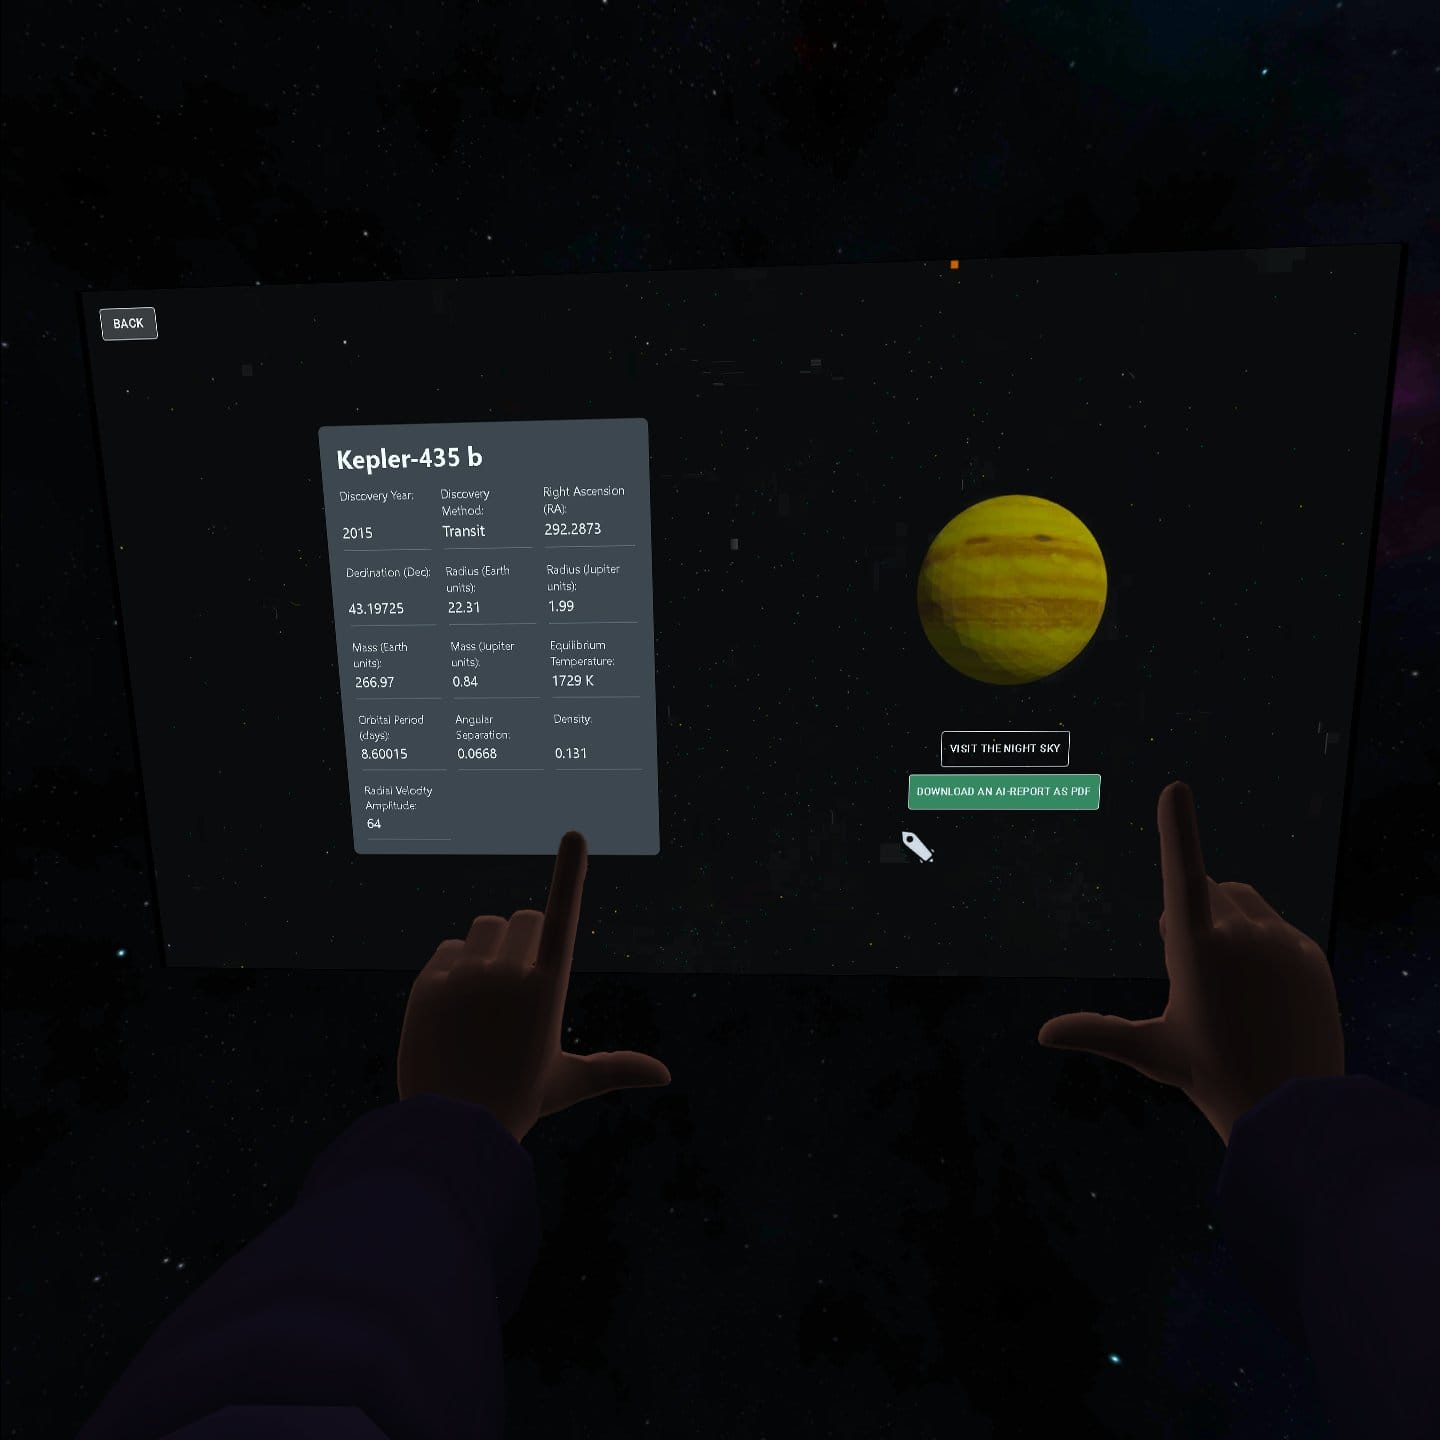 BACK
Kepler-435 b
Discovery Year:
2015
Discovery
Method:
Transit
Right Ascension
(RA):
292.2873
Declination (Dec):
43.19725
Radius (Earth
units):
22.31
Radius (Jupiter
units):
1.99
Mass (Earth
units):
266.97
Mass (Jupiter
units):
0.84
Equilibrium
Temperature:
1729 K
Orbital Period
(days):
8.60015
Angular
Separation:
0.0668
Density:
0.131
Radial Velocity
Amplitude:
64
VISIT THE NIGHT SKY
DOWNLOAD AN AI-REPORT AS PDF